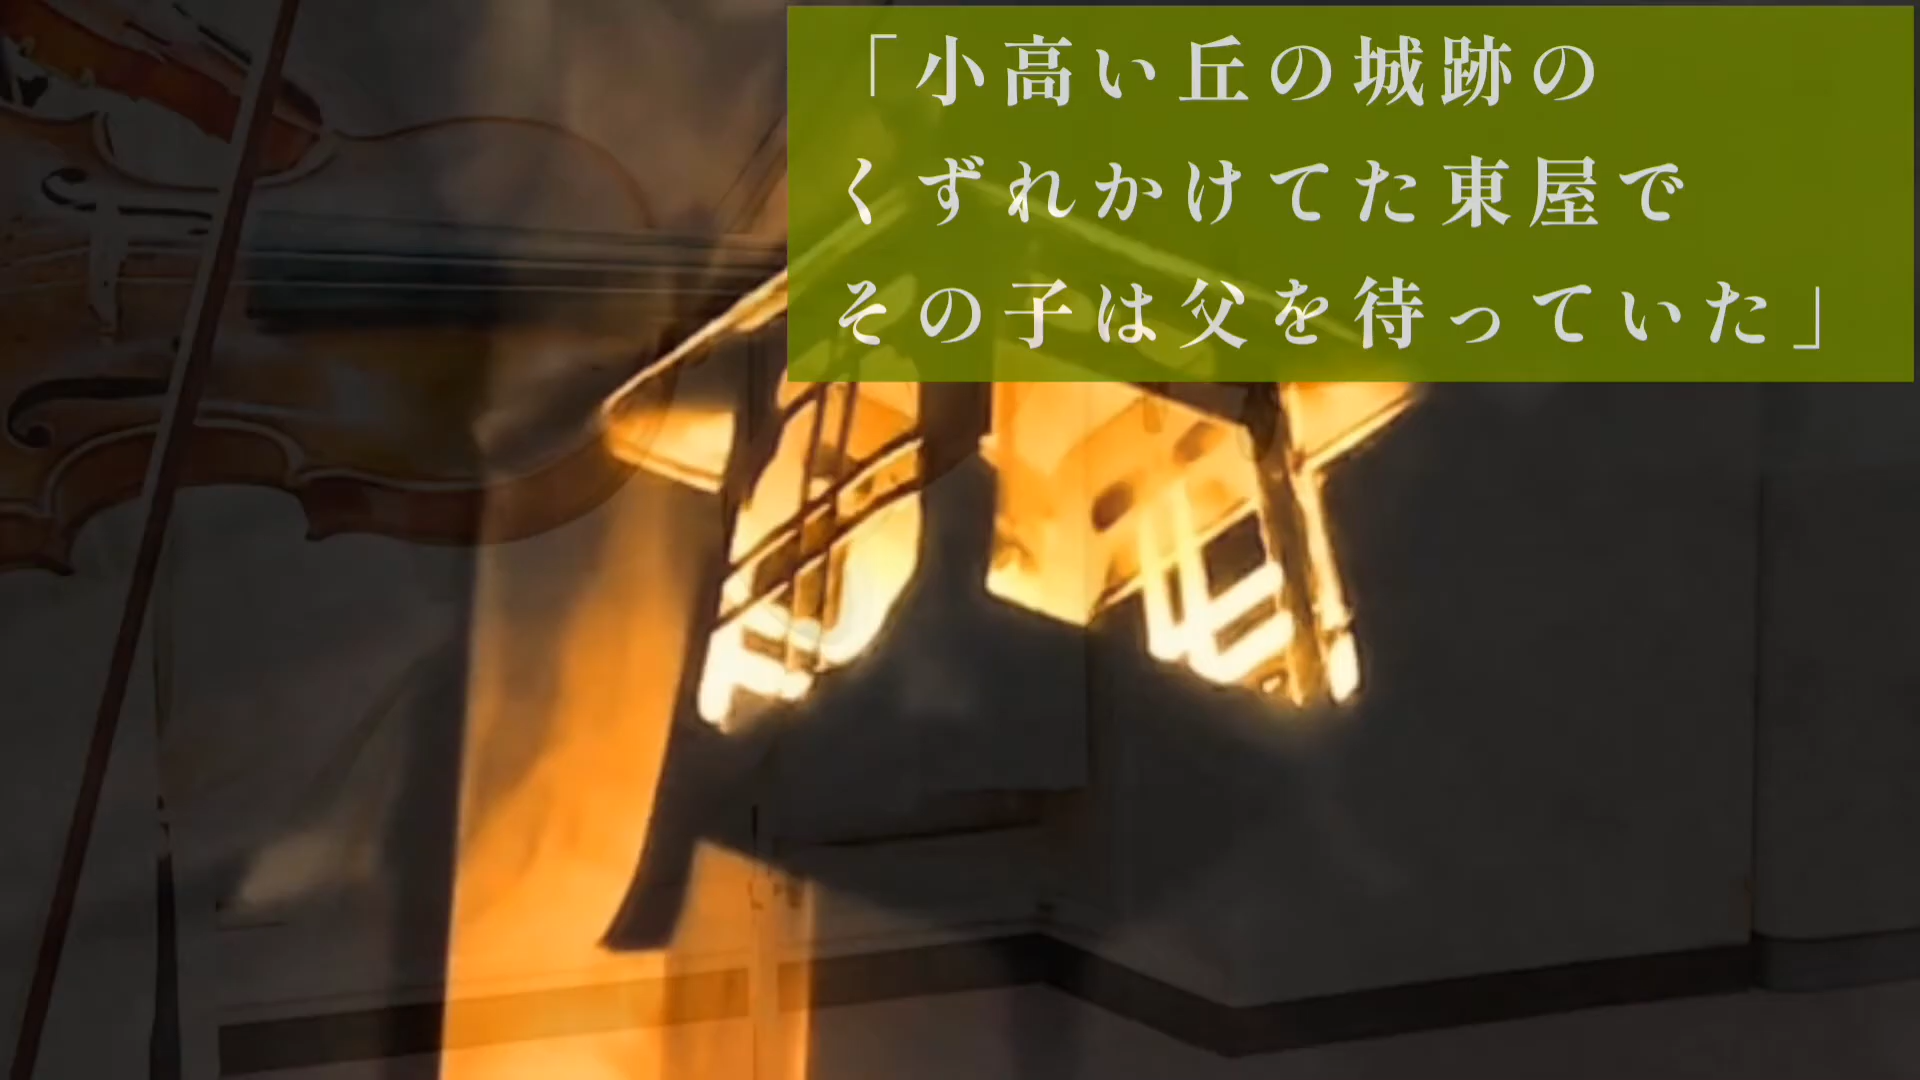 「小高い丘の城跡の
くずれかけてた東屋で
その子は父を待っていた」